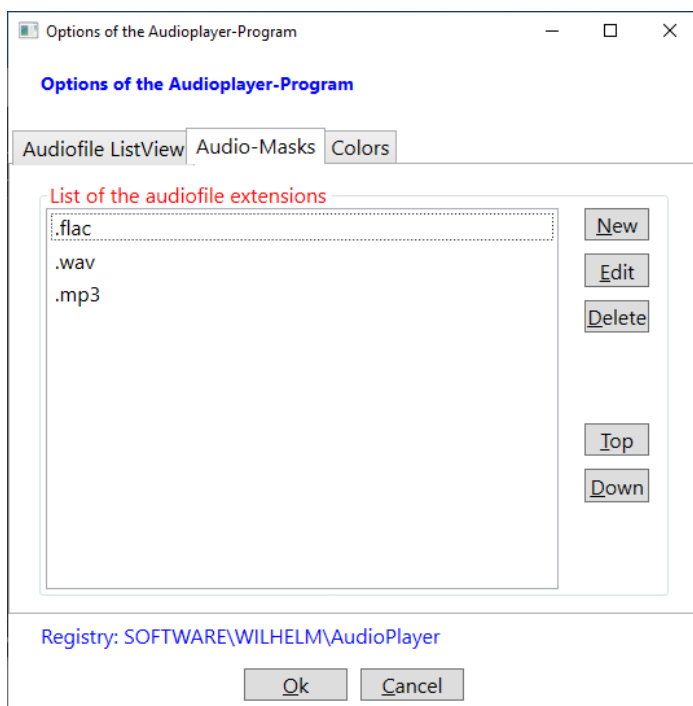 Options of the Audioplayer-Program
Options of the Audioplayer-Program
Audiofile ListView Audio-Masks Colors
List of the audiofile extensions
.flac
.wav
.mp3
New
Edit
Delete
Top
Down
Registry: SOFTWARE\WILHELM\AudioPlayer
Ok Cancel